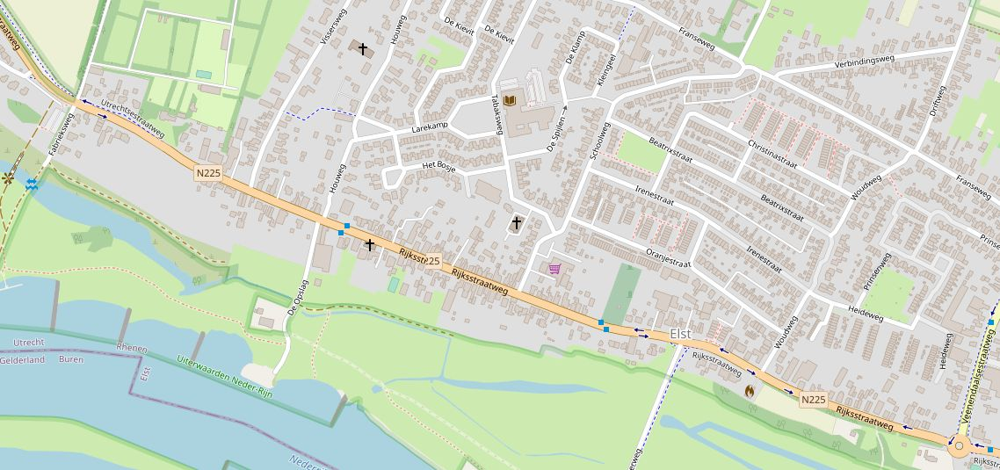 Vissersweg
Houweg
De Kievit
De Kievit
De Klamp
Kleingeel
Franseweg
Verbindingsweg
Driftweg
Utrechtsestraatweg
Fabrieksweg
Larekamp
Tabaksweg
De Spijlen
Schoolweg
Beatrixstraat
Christinastraat
Woudweg
Franseweg
Het Bosje
N225
Houweg
Irenestraat
Beatrixstraat
Irenestraat
Oranjestraat
Prinsenweg
Rijksstraatweg
Rijksstraatweg
De Opslag
Heideweg
Heideweg
Elst
Woudweg
Rijksstraatweg
Veenendaalsestraatweg
Utrecht
Gelderland
Buren
Rhenen
Elst
Uiterwaarden Neder-Rijn
N225
Rijksstraatweg